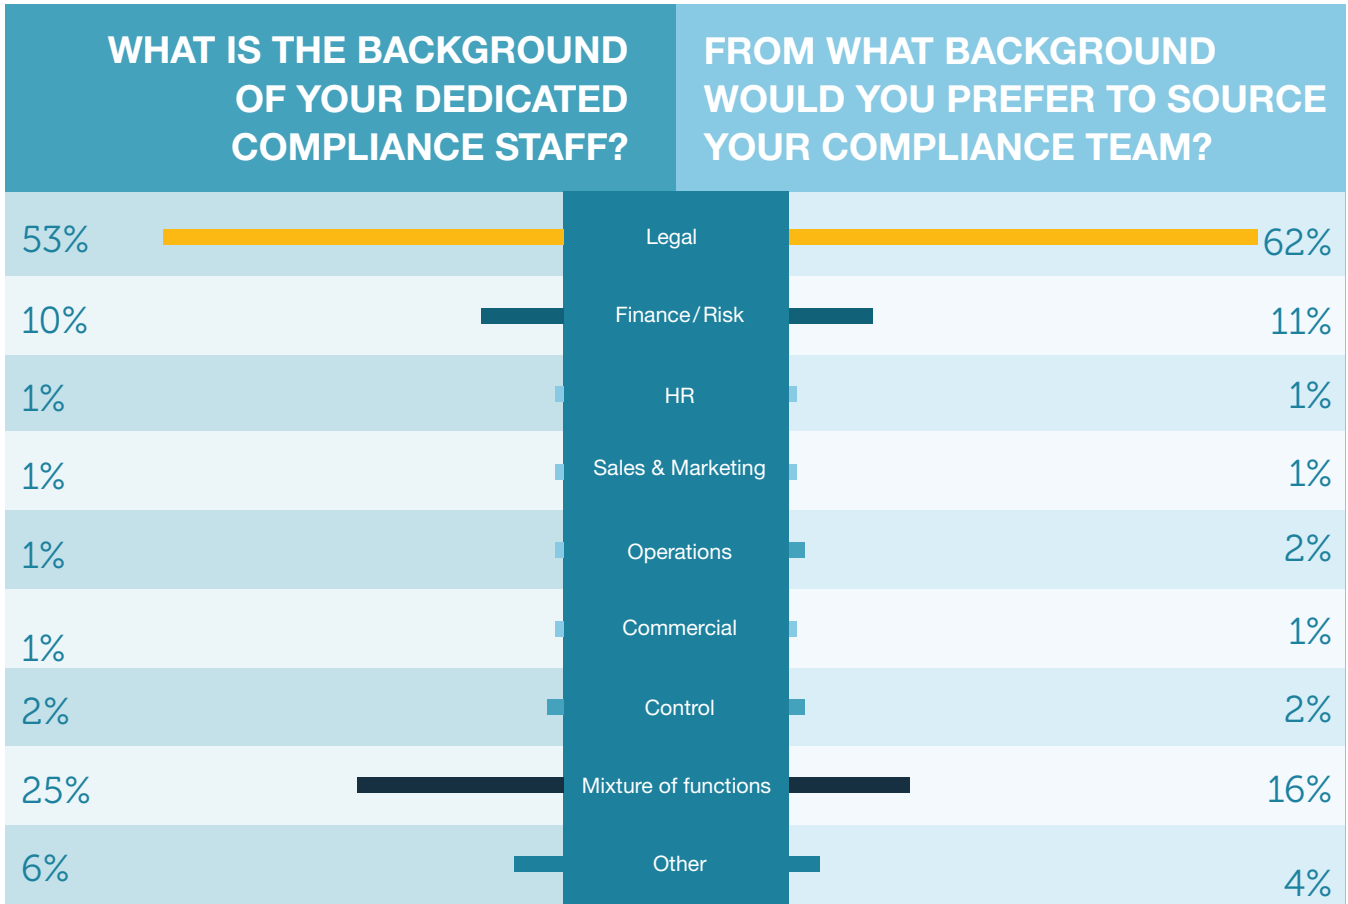 WHAT IS THE BACKGROUND
OF YOUR DEDICATED
COMPLIANCE STAFF?
FROM WHAT BACKGROUND
WOULD YOU PREFER TO SOURCE
YOUR COMPLIANCE TEAM?
53% Legal 62%
10% Finance/Risk 11%
1% HR 1%
1% Sales & Marketing 1%
1% Operations 2%
1% Commercial 1%
2% Control 2%
25% Mixture of functions 16%
6% Other 4%